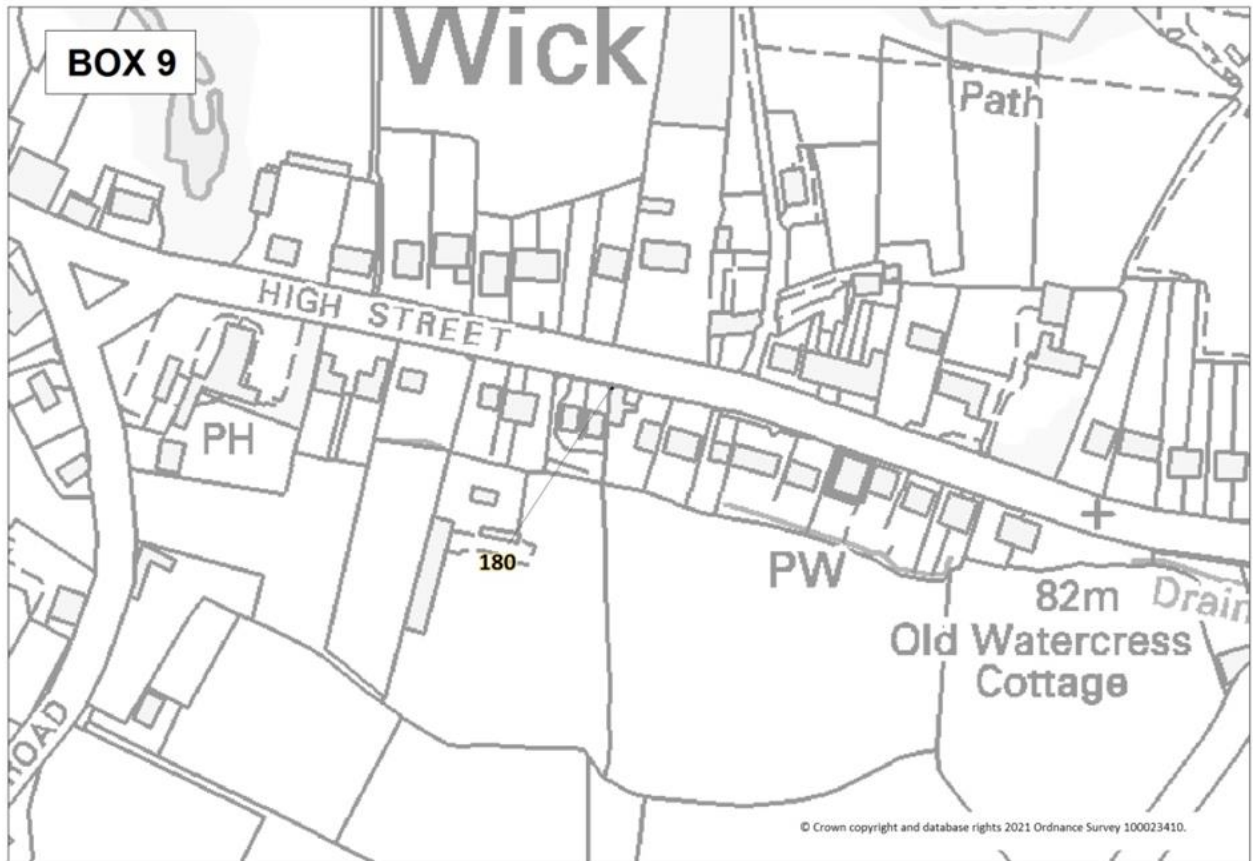 BOX 9
Wick
Path
HIGH STREET
PH
180
PW
82m
Drain
Old Watercress
Cottage
ROAD
© Crown copyright and database rights 2021 Ordnance Survey 100023410.